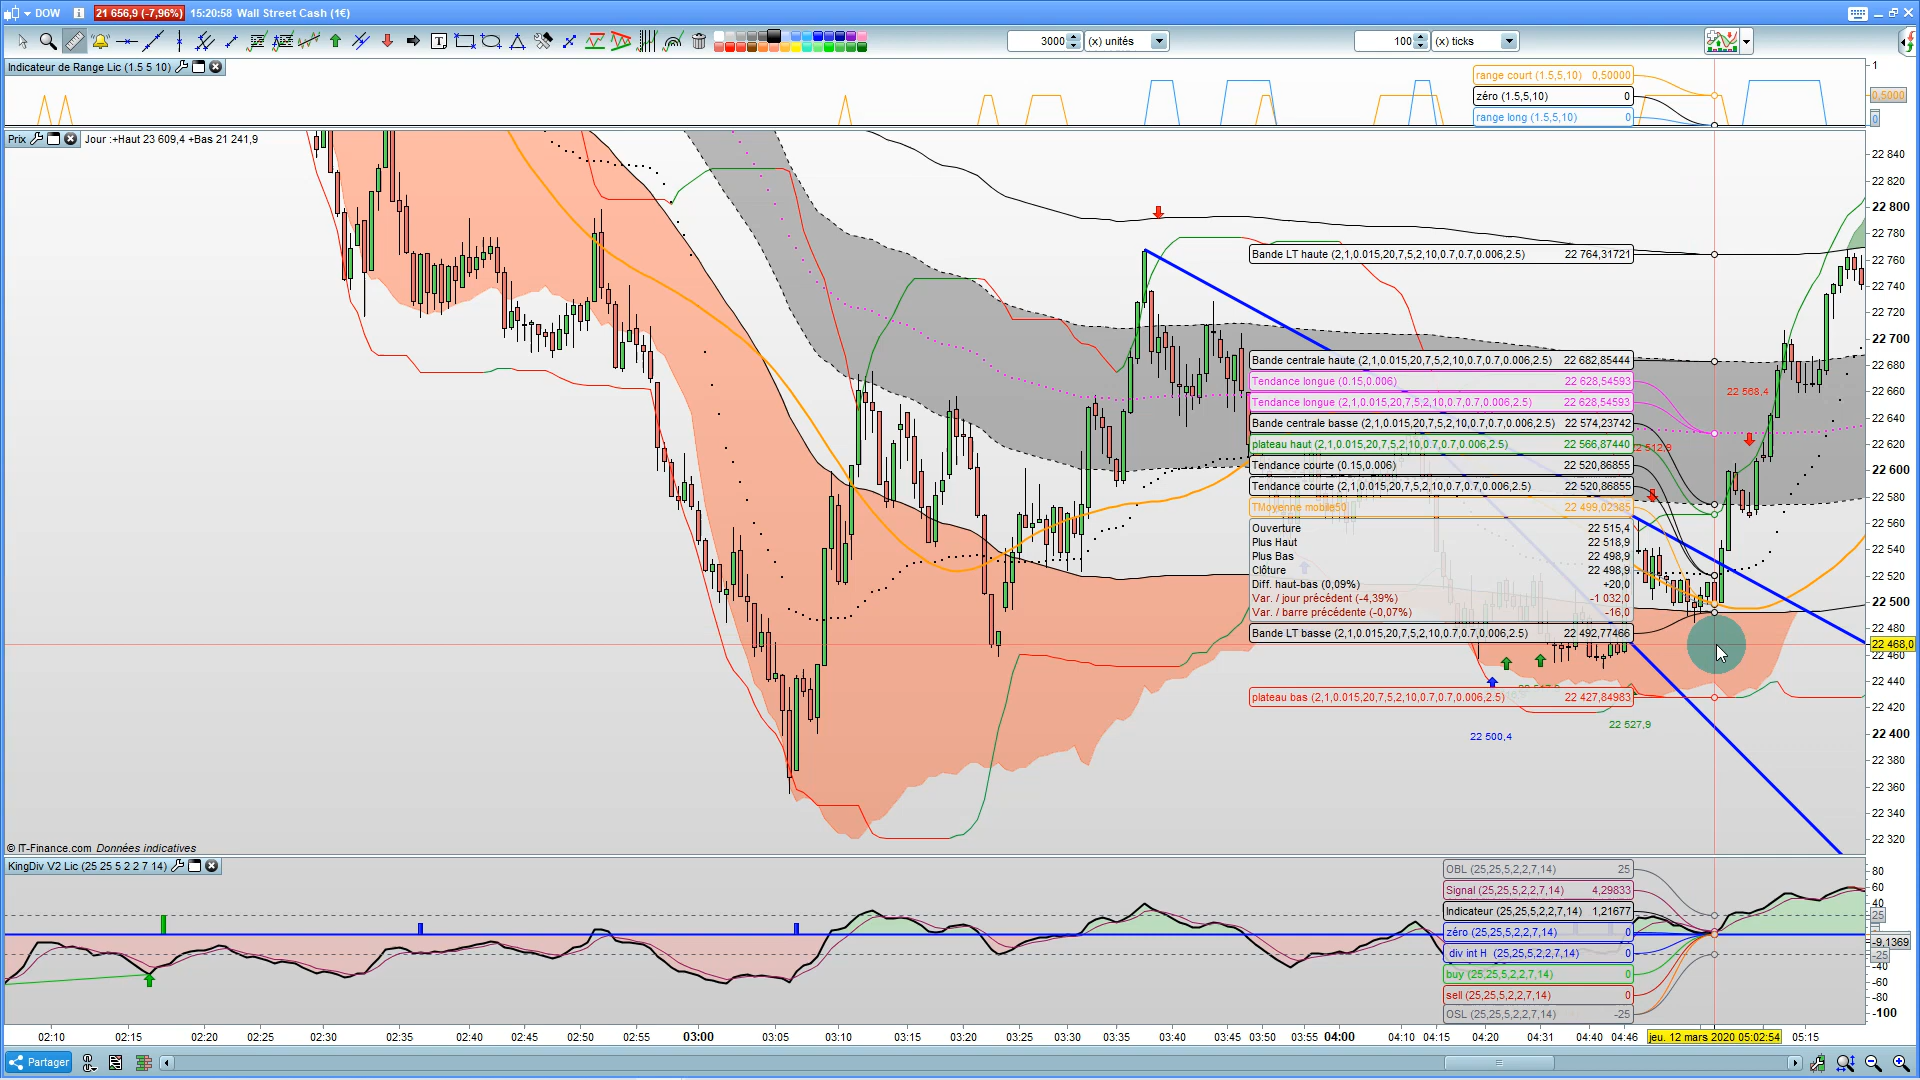 DOW
21 656,9 (-7,96%)
15:20:58 Wall Street Cash (1€)
3000
(x) unités
100
(x) ticks
Indicateur de Range Lic (1.5 5 10)
range court (1.5,5,10) 0,50000
zéro (1.5,5,10) 0
range long (1.5,5,10) 0
1
0,5000
0
Prix
Jour :+Haut 23 609,4 +Bas 21 241,9
22 840
22 820
22 800
22 780
22 760
22 740
22 720
22 700
22 680
22 660
22 640
22 620
22 600
22 580
22 560
22 540
22 520
22 500
22 480
22 468,0
22 460
22 440
22 420
22 400
22 380
22 360
22 340
22 320
Bande LT haute (2,1,0.015,20,7,5,2,10,0.7,0.7,0.006,2.5) 22 764,31721
Bande centrale haute (2,1,0.015,20,7,5,2,10,0.7,0.7,0.006,2.5) 22 682,85444
Tendance longue (0.15,0.006) 22 628,54593
Tendance longue (2,1,0.015,20,7,5,2,10,0.7,0.7,0.006,2.5) 22 628,54593
Bande centrale basse (2,1,0.015,20,7,5,2,10,0.7,0.7,0.006,2.5) 22 574,23742
plateau haut (2,1,0.015,20,7,5,2,10,0.7,0.7,0.006,2.5) 22 566,87440
Tendance courte (0.15,0.006) 22 520,86855
Tendance courte (2,1,0.015,20,7,5,2,10,0.7,0.7,0.006,2.5) 22 520,86855
TMoyenne mobile50 22 499,02385
Ouverture 22 515,4
Plus Haut 22 518,9
Plus Bas 22 498,9
Clôture 22 498,9
Diff. haut-bas (0,09%) +20,0
Var. / jour précédent (-4,39%) -1 032,0
Var. / barre précédente (-0,07%) -16,0
Bande LT basse (2,1,0.015,20,7,5,2,10,0.7,0.7,0.006,2.5) 22 492,77466
plateau bas (2,1,0.015,20,7,5,2,10,0.7,0.7,0.006,2.5) 22 427,84983
22 568,4
22 527,9
22 500,4
© IT-Finance.com Données indicatives
KingDiv V2 Lic (25 25 5 2 2 7 14)
OBL (25,25,5,2,2,7,14) 25
Signal (25,25,5,2,2,7,14) 4,29833
Indicateur (25,25,5,2,2,7,14) 1,21677
zéro (25,25,5,2,2,7,14) 0
div int H (25,25,5,2,2,7,14) 0
buy (25,25,5,2,2,7,14) 0
sell (25,25,5,2,2,7,14) 0
OSL (25,25,5,2,2,7,14) -25
80
60
40
25
-9,1369
-25
-40
-60
-80
-100
02:10 02:15 02:20 02:25 02:30 02:35 02:40 02:45 02:50 02:55 03:00 03:05 03:10 03:15 03:20 03:25 03:30 03:35 03:40 03:45 03:50 03:55 04:00 04:10 04:15 04:20 04:31 04:40 04:46 jeu. 12 mars 2020 05:02:54 05:15
Partager